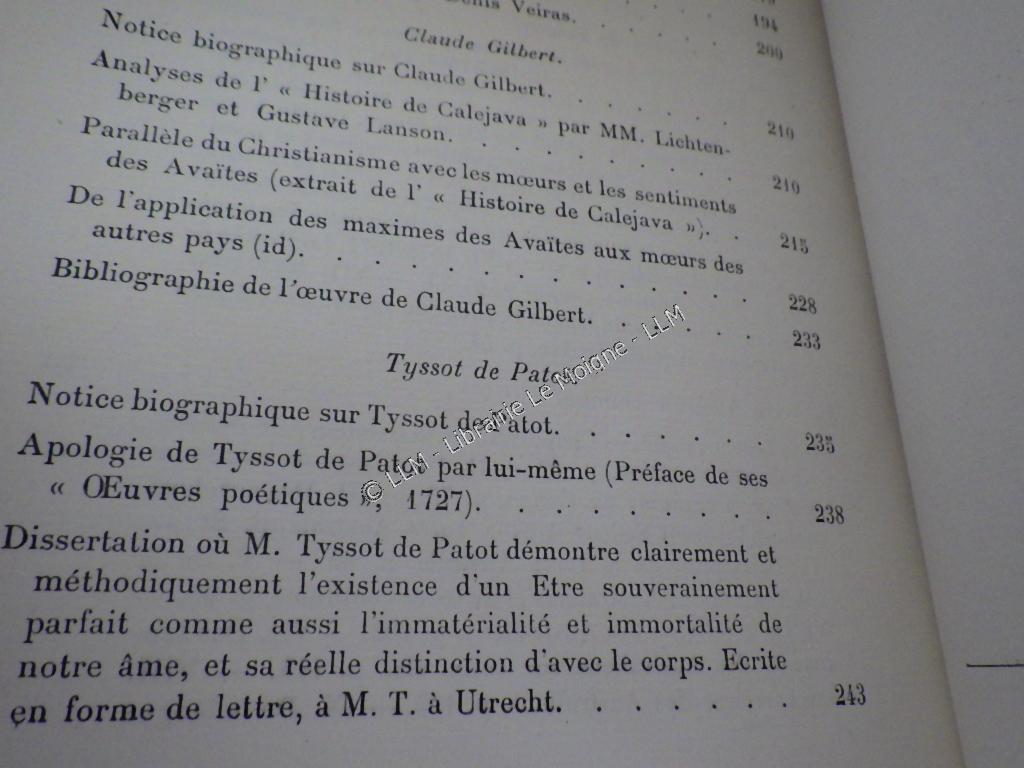 Denis Veiras. . . . . . 194
Claude Gilbert. 200
Notice biographique sur Claude Gilbert. . . . . . 210
Analyses de l' « Histoire de Calejava » par MM. Lichten-
berger et Gustave Lanson. . . . . . . . 210
Parallèle du Christianisme avec les mœurs et les sentiments
des Avaïtes (extrait de l' « Histoire de Calejava »). . 215
De l'application des maximes des Avaïtes aux mœurs des
autres pays (id). . . . . . . . . . . 228
Bibliographie de l'œuvre de Claude Gilbert. . . . . . 233
Tyssot de Patot.
Notice biographique sur Tyssot de Patot. . . . . . 235
Apologie de Tyssot de Patot par lui-même (Préface de ses
« Œuvres poétiques », 1727). . . . . . . . . 238
Dissertation où M. Tyssot de Patot démontre clairement et
méthodiquement l'existence d'un Etre souverainement
parfait comme aussi l'immatérialité et immortalité de
notre âme, et sa réelle distinction d'avec le corps. Ecrite
en forme de lettre, à M. T. à Utrecht. . . . . . . 243
© LLM - Librairie Le Moigne - LLM